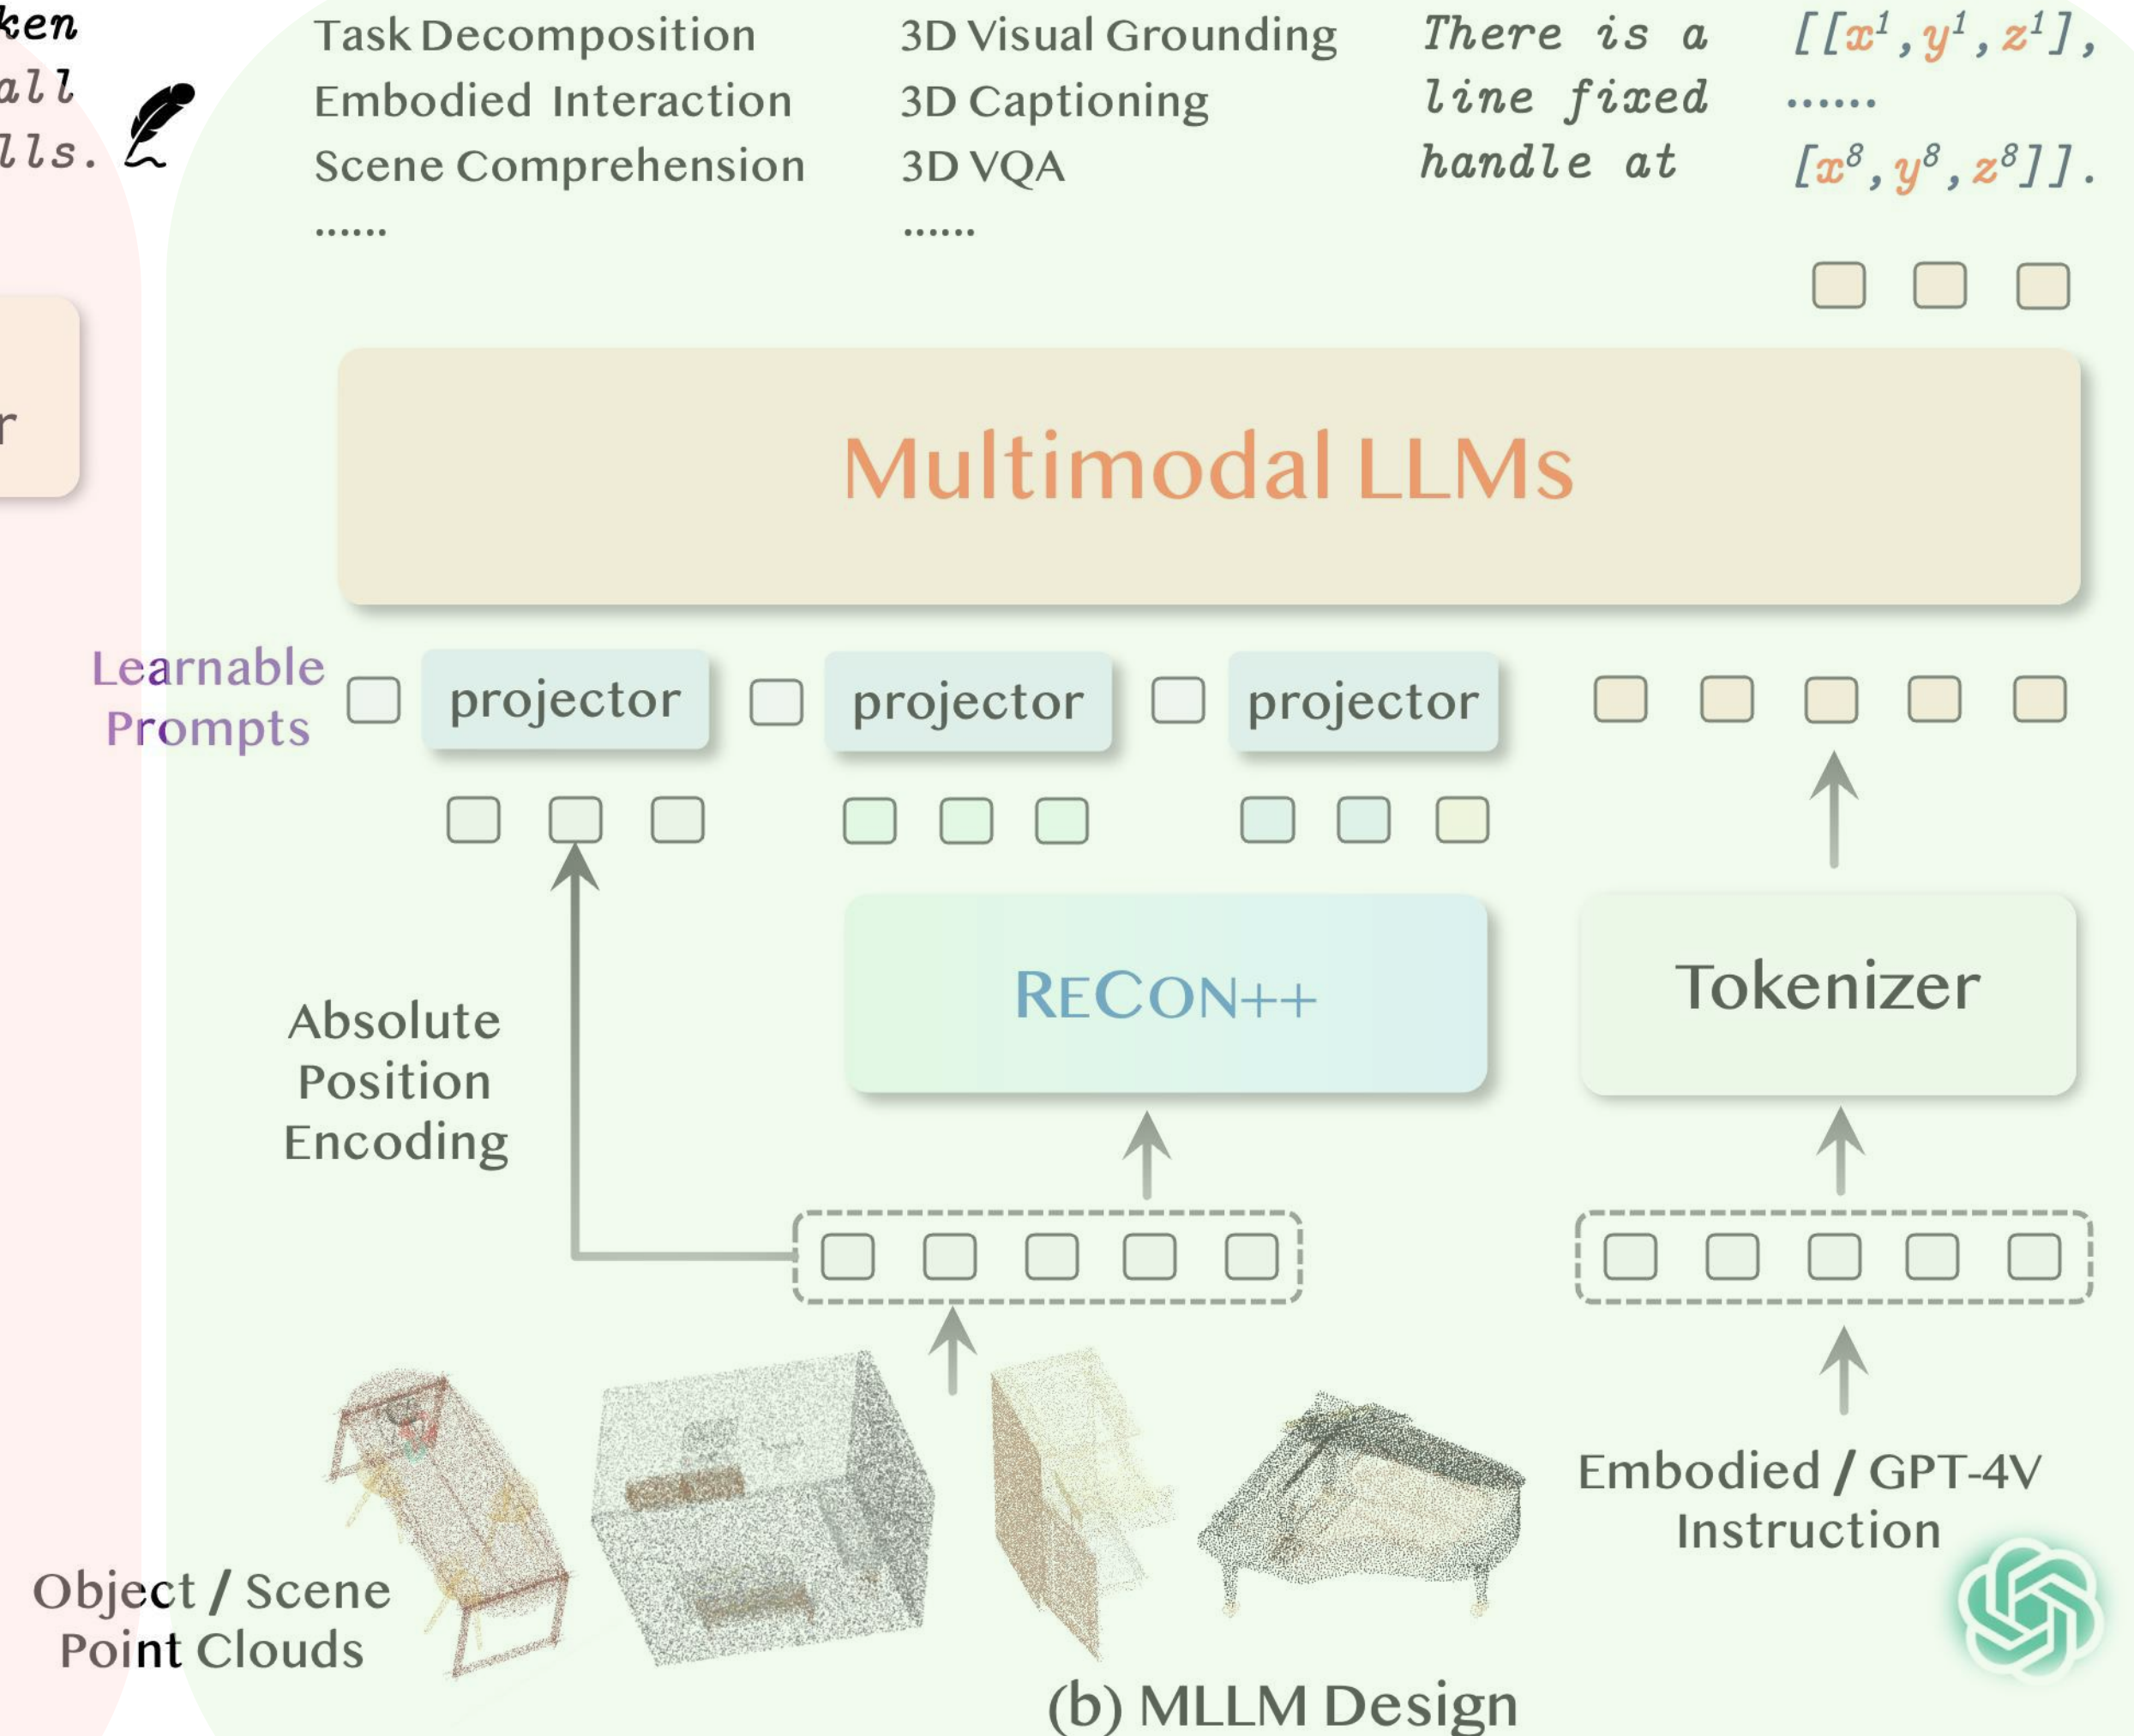 Task Decomposition
Embodied Interaction
Scene Comprehension
......
3D Visual Grounding
3D Captioning
3D VQA
......
There is a
line fixed
handle at
[[x¹, y¹, z¹],
......
[x⁸, y⁸, z⁸]].
Multimodal LLMs
Learnable
Prompts
projector
projector
projector
Absolute
Position
Encoding
RECON++
Tokenizer
Object / Scene
Point Clouds
Embodied / GPT-4V
Instruction
(b) MLLM Design